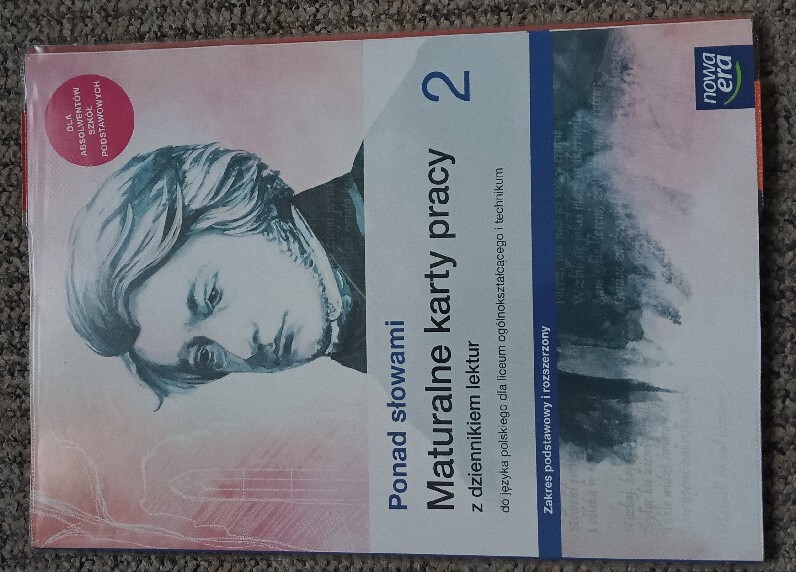 DLA
ABSOLWENTÓW
SZKÓŁ
PODSTAWOWYCH
Ponad słowami
Maturalne karty pracy 2
z dziennikiem lektur
do języka polskiego dla liceum ogólnokształcącego i technikum
Zakres podstawowy i rozszerzony
nowa
era